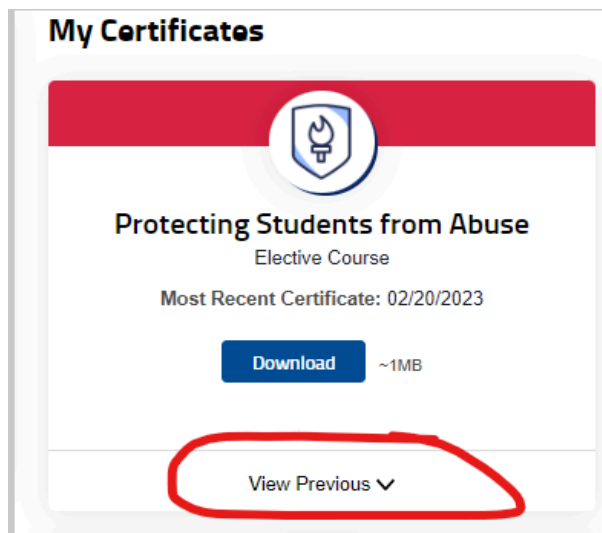 My Certificates
Protecting Students from Abuse
Elective Course
Most Recent Certificate: 02/20/2023
Download ~1MB
View Previous